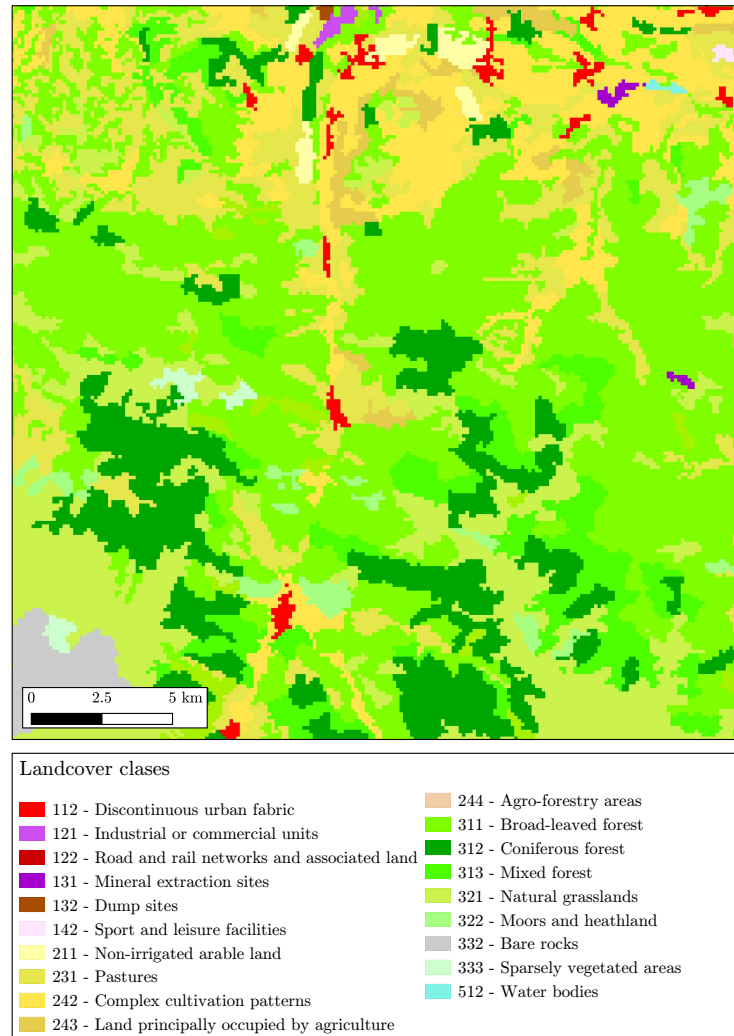 0 2.5 5 km
Landcover clases
112 - Discontinuous urban fabric
121 - Industrial or commercial units
122 - Road and rail networks and associated land
131 - Mineral extraction sites
132 - Dump sites
142 - Sport and leisure facilities
211 - Non-irrigated arable land
231 - Pastures
242 - Complex cultivation patterns
243 - Land principally occupied by agriculture
244 - Agro-forestry areas
311 - Broad-leaved forest
312 - Coniferous forest
313 - Mixed forest
321 - Natural grasslands
322 - Moors and heathland
332 - Bare rocks
333 - Sparsely vegetated areas
512 - Water bodies